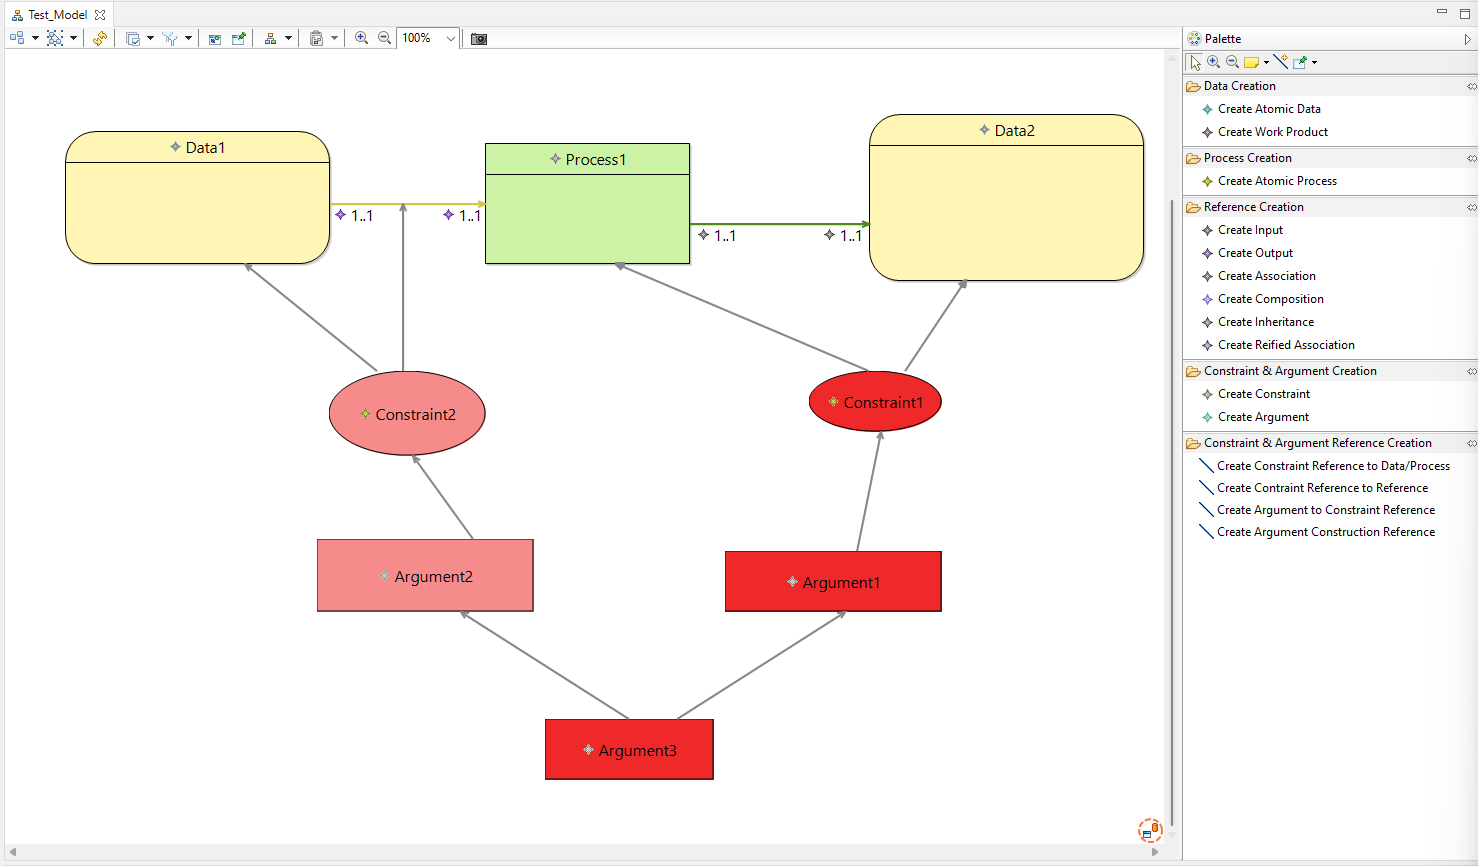 Test_Model
100%
Data1
Process1
Data2
1..1
1..1
1..1
1..1
Constraint2
Constraint1
Argument2
Argument1
Argument3
Palette
Data Creation
Create Atomic Data
Create Work Product
Process Creation
Create Atomic Process
Reference Creation
Create Input
Create Output
Create Association
Create Composition
Create Inheritance
Create Reified Association
Constraint & Argument Creation
Create Constraint
Create Argument
Constraint & Argument Reference Creation
Create Constraint Reference to Data/Process
Create Contraint Reference to Reference
Create Argument to Constraint Reference
Create Argument Construction Reference